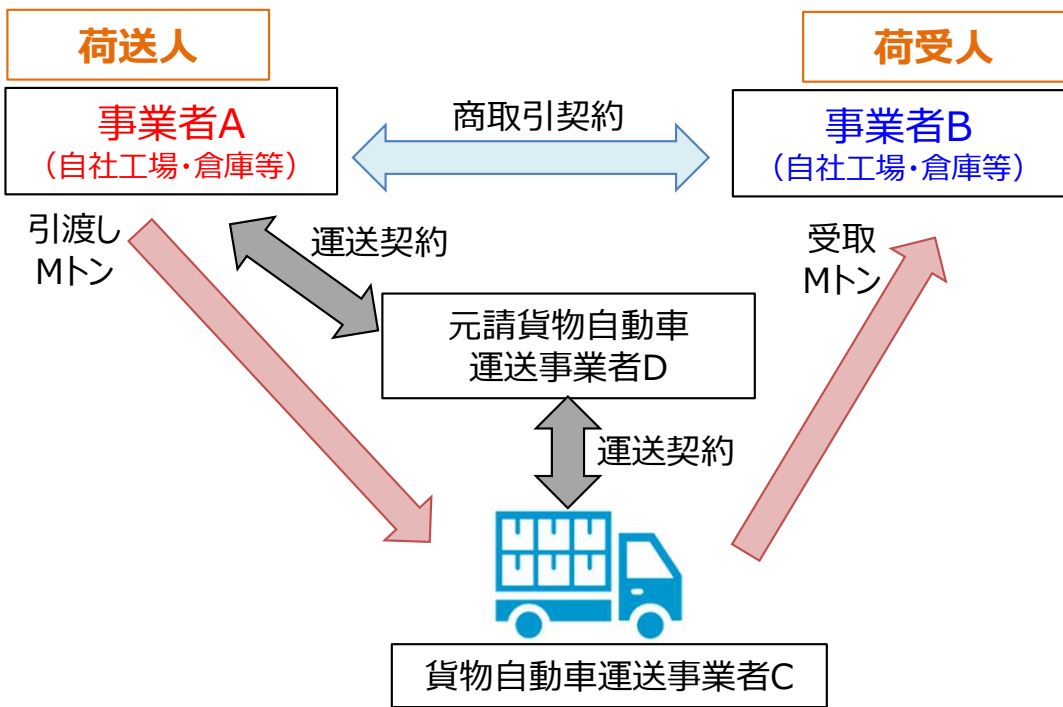 荷送人
荷受人
事業者A
（自社工場・倉庫等）
商取引契約
事業者B
（自社工場・倉庫等）
引渡し
Mトン
運送契約
受取
Mトン
元請貨物自動車
運送事業者D
運送契約
貨物自動車運送事業者C